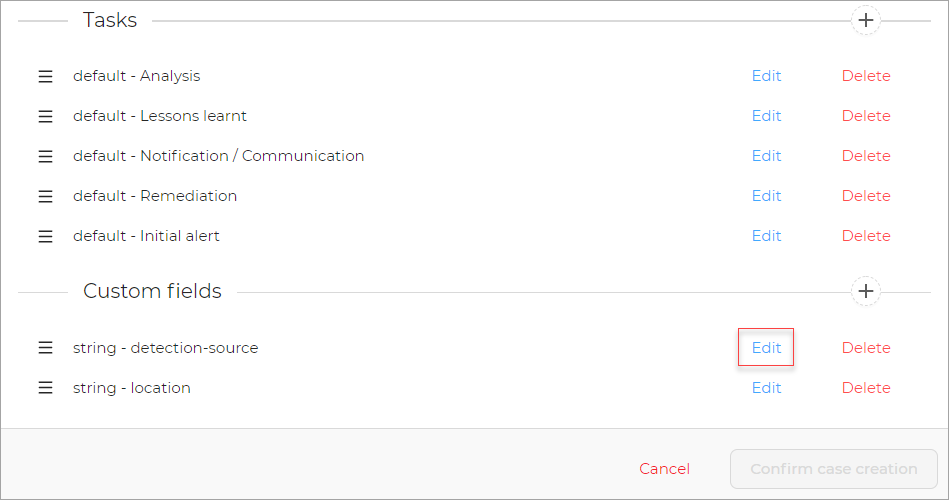 Tasks
default - Analysis Edit Delete
default - Lessons learnt Edit Delete
default - Notification / Communication Edit Delete
default - Remediation Edit Delete
default - Initial alert Edit Delete
Custom fields
string - detection-source Edit Delete
string - location Edit Delete
Cancel Confirm case creation